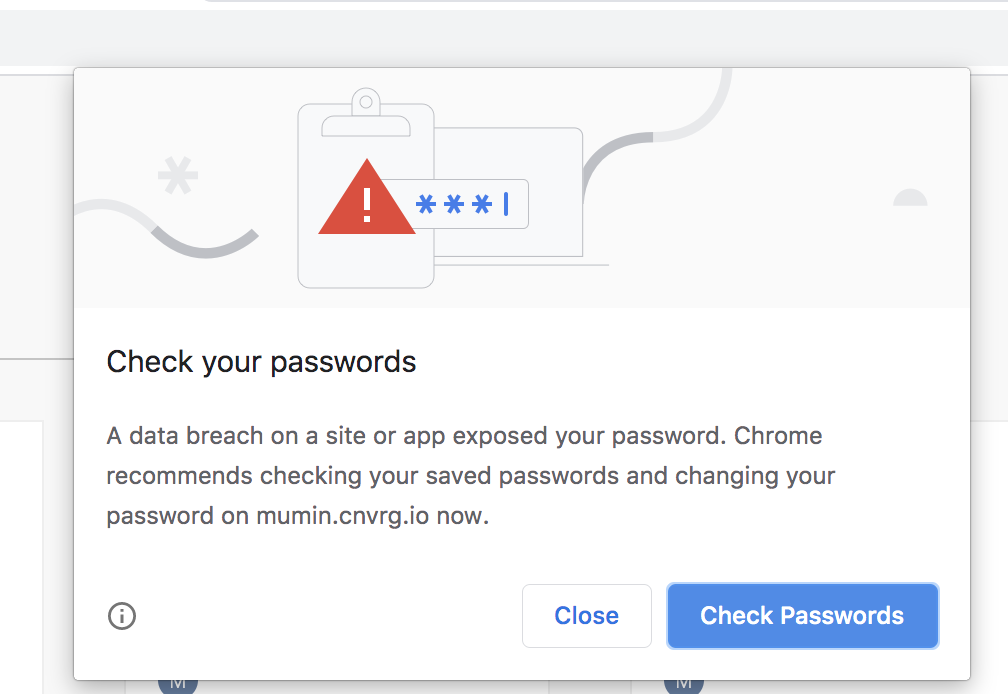 ***|
Check your passwords
A data breach on a site or app exposed your password. Chrome
recommends checking your saved passwords and changing your
password on mumin.cnvrg.io now.
Close
Check Passwords
M
M